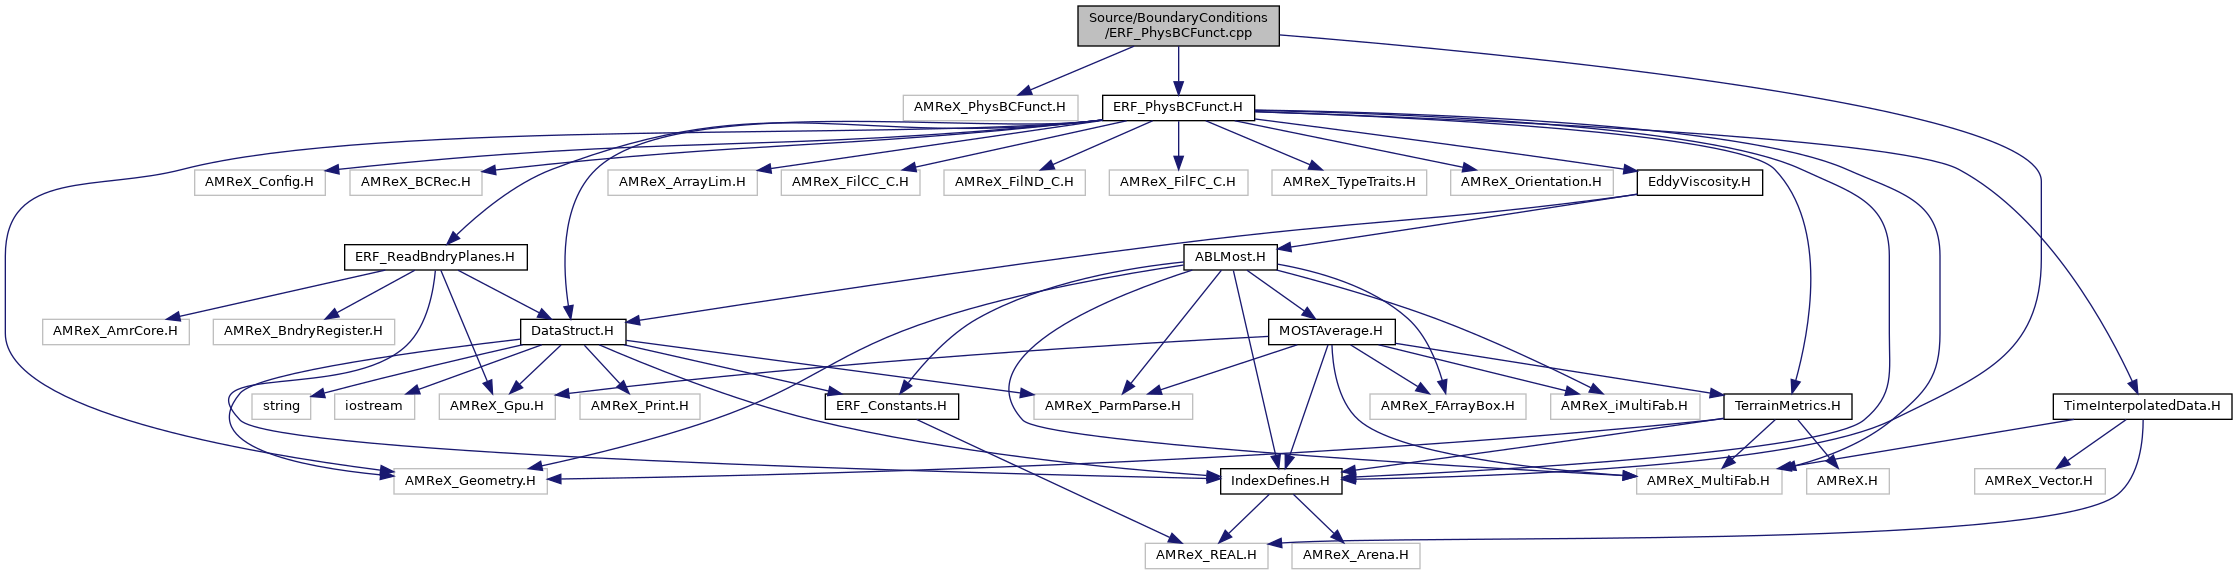 Source/BoundaryConditions
/ERF_PhysBCFunct.cpp
AMReX_PhysBCFunct.H
ERF_PhysBCFunct.H
AMReX_Config.H
AMReX_BCRec.H
AMReX_ArrayLim.H
AMReX_FilCC_C.H
AMReX_FilND_C.H
AMReX_FilFC_C.H
AMReX_TypeTraits.H
AMReX_Orientation.H
EddyViscosity.H
ERF_ReadBndryPlanes.H
ABLMost.H
AMReX_AmrCore.H
AMReX_BndryRegister.H
DataStruct.H
MOSTAverage.H
string
iostream
AMReX_Gpu.H
AMReX_Print.H
ERF_Constants.H
AMReX_ParmParse.H
AMReX_FArrayBox.H
AMReX_iMultiFab.H
TerrainMetrics.H
TimeInterpolatedData.H
AMReX_Geometry.H
IndexDefines.H
AMReX_MultiFab.H
AMReX.H
AMReX_Vector.H
AMReX_REAL.H
AMReX_Arena.H